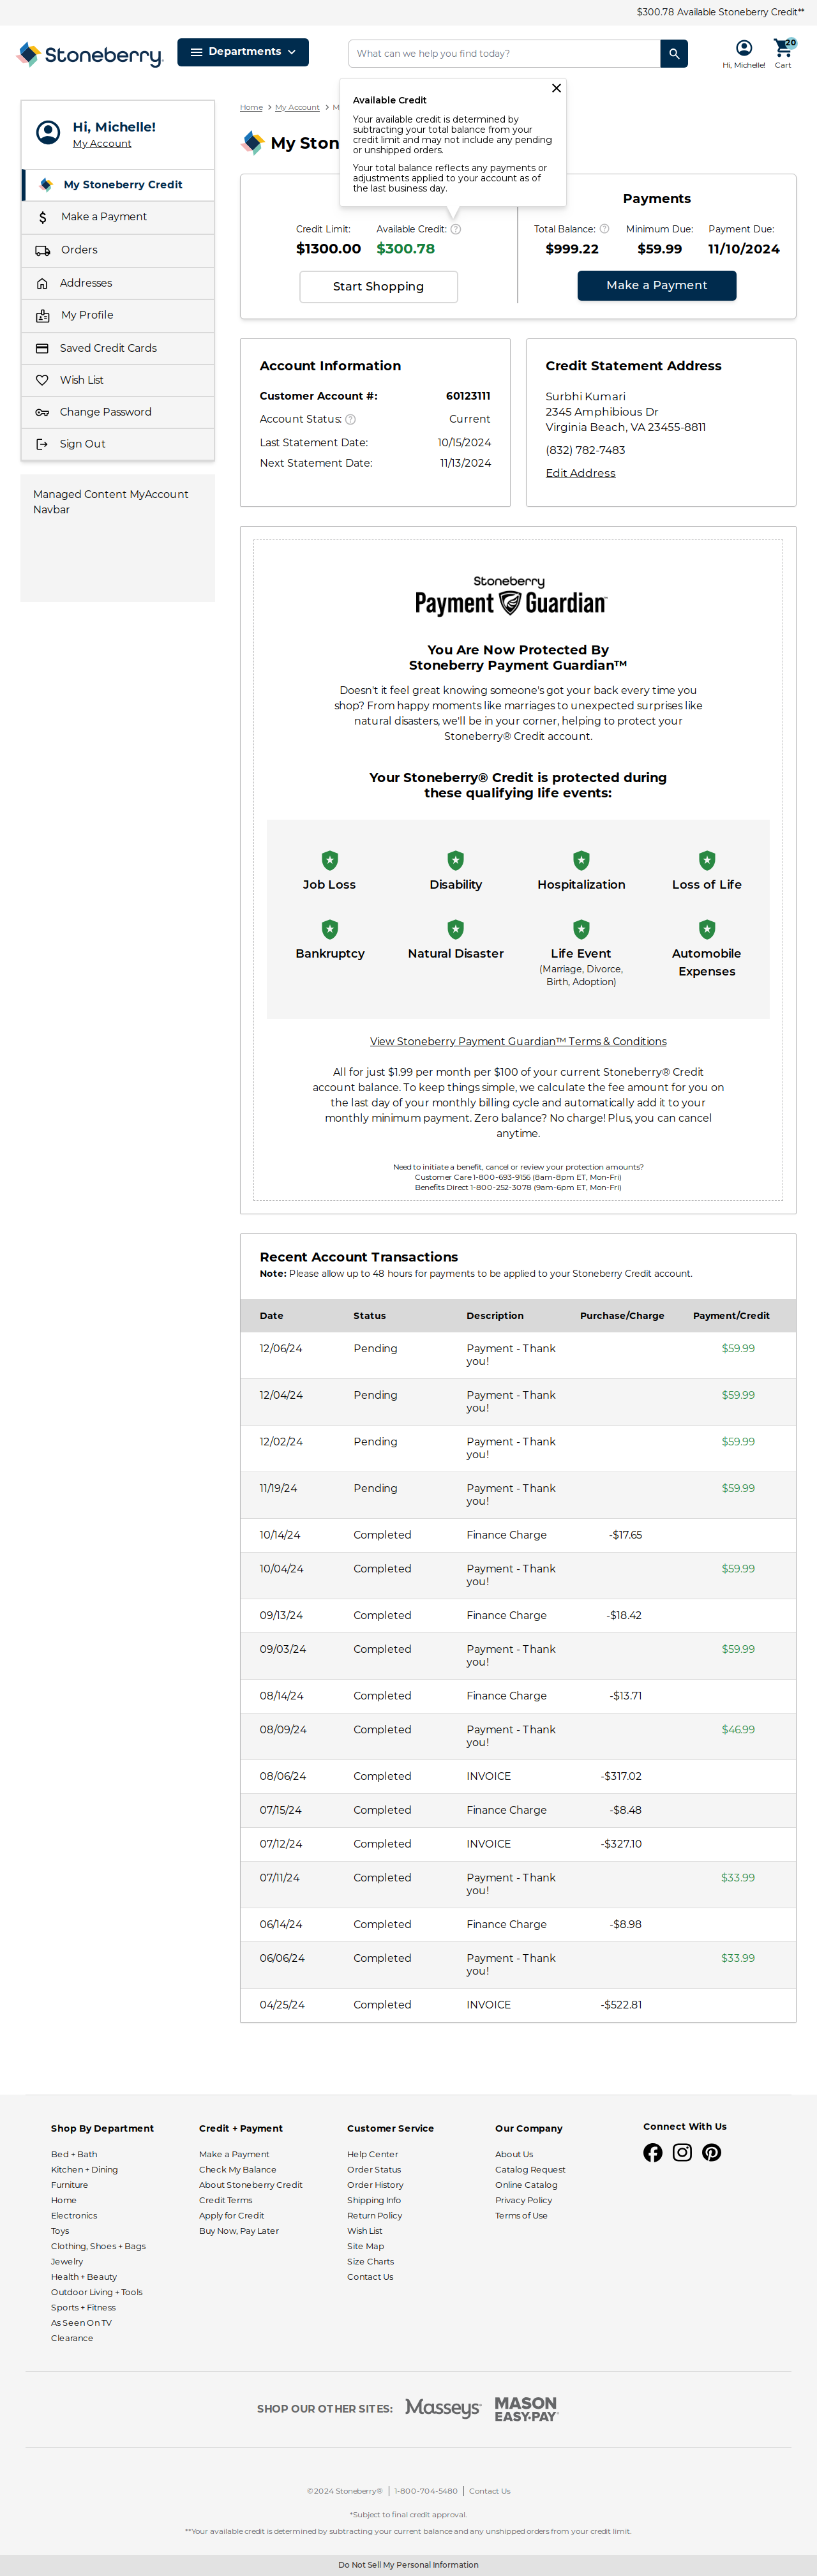 $300.78 Available Stoneberry Credit**
Stoneberry.
Departments
What can we help you find today?
Hi, Michelle!
20
Cart
Home > My Account > M
Hi, Michelle!
My Account
My Stoneberry Credit
Make a Payment
Orders
Addresses
My Profile
Saved Credit Cards
Wish List
Change Password
Sign Out
Managed Content MyAccount
Navbar
My Ston
Available Credit
Your available credit is determined by
subtracting your total balance from your
credit limit and may not include any pending
or unshipped orders.
Your total balance reflects any payments or
adjustments applied to your account as of
the last business day.
Credit Limit:
$1300.00
Available Credit: ?
$300.78
Start Shopping
Payments
Total Balance: ?
$999.22
Minimum Due:
$59.99
Payment Due:
11/10/2024
Make a Payment
Account Information
Customer Account #: 60123111
Account Status: ? Current
Last Statement Date: 10/15/2024
Next Statement Date: 11/13/2024
Credit Statement Address
Surbhi Kumari
2345 Amphibious Dr
Virginia Beach, VA 23455-8811
(832) 782-7483
Edit Address
Stoneberry
Payment Guardian™
You Are Now Protected By
Stoneberry Payment Guardian™
Doesn't it feel great knowing someone's got your back every time you
shop? From happy moments like marriages to unexpected surprises like
natural disasters, we'll be in your corner, helping to protect your
Stoneberry® Credit account.
Your Stoneberry® Credit is protected during
these qualifying life events:
Job Loss
Disability
Hospitalization
Loss of Life
Bankruptcy
Natural Disaster
Life Event
(Marriage, Divorce,
Birth, Adoption)
Automobile
Expenses
View Stoneberry Payment Guardian™ Terms & Conditions
All for just $1.99 per month per $100 of your current Stoneberry® Credit
account balance. To keep things simple, we calculate the fee amount for you on
the last day of your monthly billing cycle and automatically add it to your
monthly minimum payment. Zero balance? No charge! Plus, you can cancel
anytime.
Need to initiate a benefit, cancel or review your protection amounts?
Customer Care 1-800-693-9156 (8am-8pm ET, Mon-Fri)
Benefits Direct 1-800-252-3078 (9am-6pm ET, Mon-Fri)
Recent Account Transactions
Note: Please allow up to 48 hours for payments to be applied to your Stoneberry Credit account.
Date Status Description Purchase/Charge Payment/Credit
12/06/24 Pending Payment - Thank you! $59.99
12/04/24 Pending Payment - Thank you! $59.99
12/02/24 Pending Payment - Thank you! $59.99
11/19/24 Pending Payment - Thank you! $59.99
10/14/24 Completed Finance Charge -$17.65
10/04/24 Completed Payment - Thank you! $59.99
09/13/24 Completed Finance Charge -$18.42
09/03/24 Completed Payment - Thank you! $59.99
08/14/24 Completed Finance Charge -$13.71
08/09/24 Completed Payment - Thank you! $46.99
08/06/24 Completed INVOICE -$317.02
07/15/24 Completed Finance Charge -$8.48
07/12/24 Completed INVOICE -$327.10
07/11/24 Completed Payment - Thank you! $33.99
06/14/24 Completed Finance Charge -$8.98
06/06/24 Completed Payment - Thank you! $33.99
04/25/24 Completed INVOICE -$522.81
Shop By Department
Bed + Bath
Kitchen + Dining
Furniture
Home
Electronics
Toys
Clothing, Shoes + Bags
Jewelry
Health + Beauty
Outdoor Living + Tools
Sports + Fitness
As Seen On TV
Clearance
Credit + Payment
Make a Payment
Check My Balance
About Stoneberry Credit
Credit Terms
Apply for Credit
Buy Now, Pay Later
Customer Service
Help Center
Order Status
Order History
Shipping Info
Return Policy
Wish List
Site Map
Size Charts
Contact Us
Our Company
About Us
Catalog Request
Online Catalog
Privacy Policy
Terms of Use
Connect With Us
SHOP OUR OTHER SITES:
Masseys
MASON
EASY-PAY
©2024 Stoneberry® | 1-800-704-5480 | Contact Us
*Subject to final credit approval.
**Your available credit is determined by subtracting your current balance and any unshipped orders from your credit limit.
Do Not Sell My Personal Information